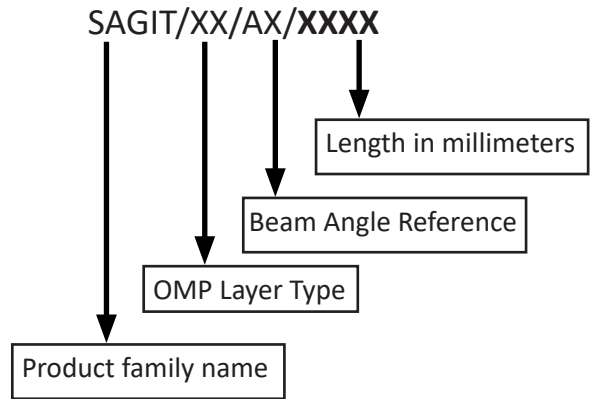 SAGIT/XX/AX/XXXX
Length in millimeters
Beam Angle Reference
OMP Layer Type
Product family name